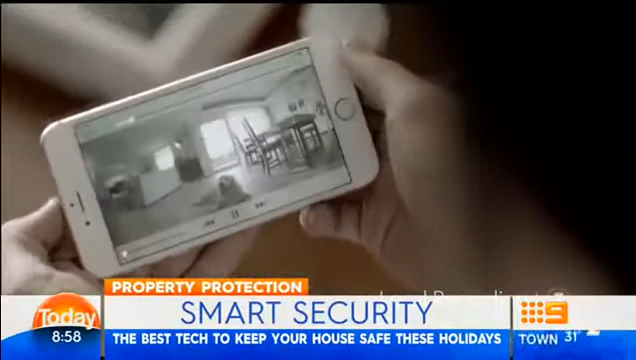 PROPERTY PROTECTION
SMART SECURITY
Today
8:58
THE BEST TECH TO KEEP YOUR HOUSE SAFE THESE HOLIDAYS
9
TOWN 31°